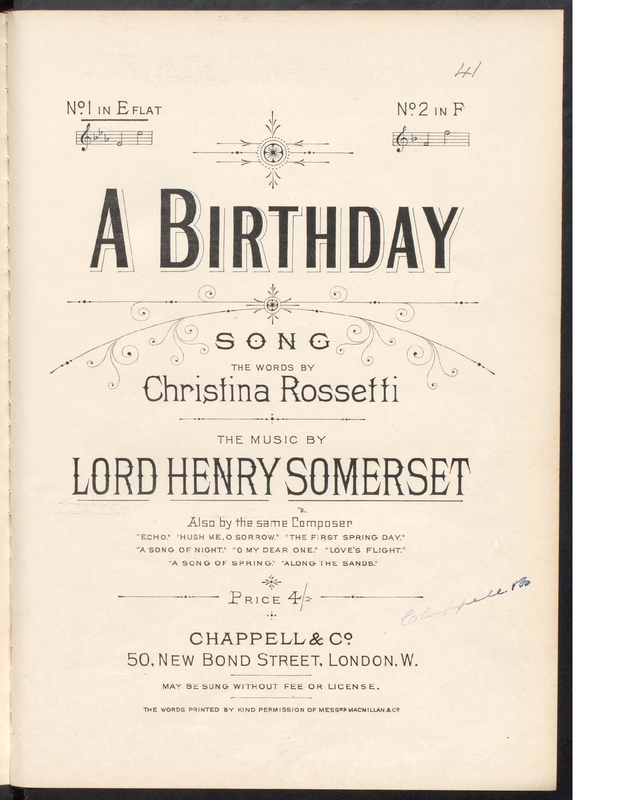 41
No. 1 IN E FLAT
No. 2 IN F
A BIRTHDAY
SONG
THE WORDS BY
Christina Rossetti
THE MUSIC BY
LORD HENRY SOMERSET
Also by the same Composer
"ECHO." "HUSH ME, O SORROW." "THE FIRST SPRING DAY."
"A SONG OF NIGHT." "O MY DEAR ONE." "LOVE'S FLIGHT."
"A SONG OF SPRING." "ALONG THE SANDS."
PRICE 4/-
Chappell
CHAPPELL & Co.
50, NEW BOND STREET, LONDON, W.
MAY BE SUNG WITHOUT FEE OR LICENSE.
THE WORDS PRINTED BY KIND PERMISSION OF MESSRS MACMILLAN & Co